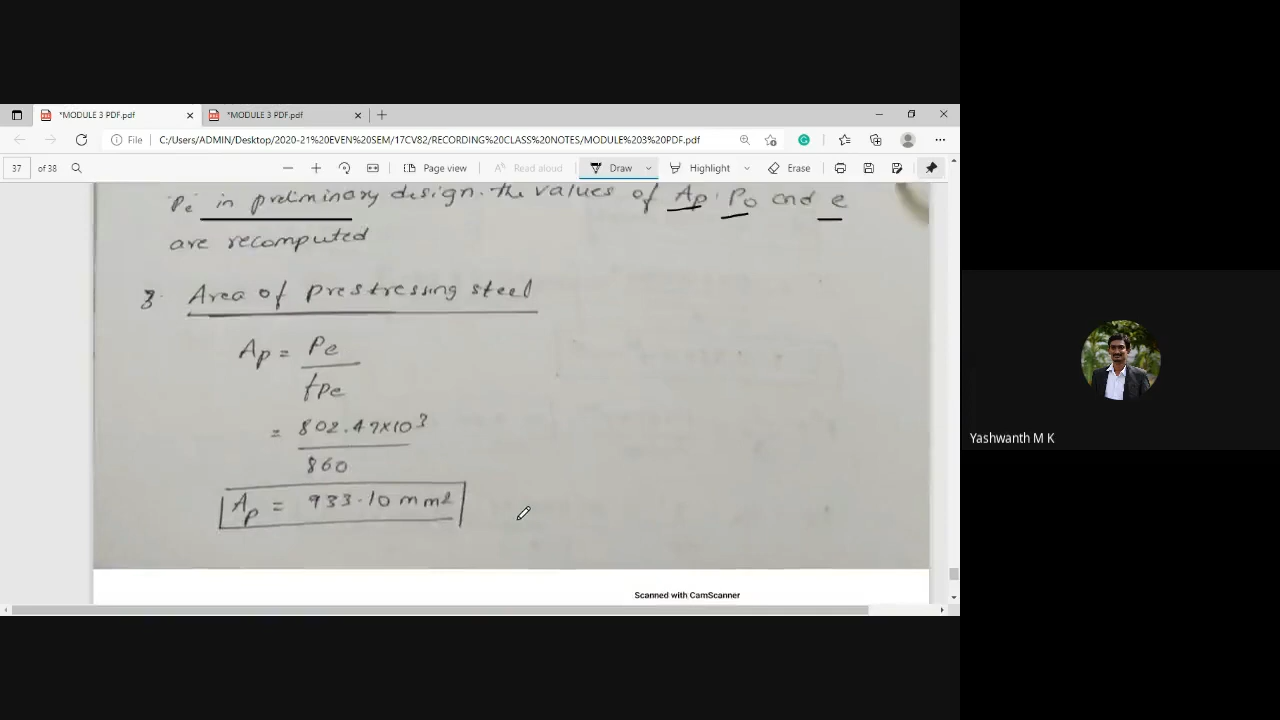 *MODULE 3 PDF.pdf
*MODULE 3 PDF.pdf
File
C:/Users/ADMIN/Desktop/2020-21%20EVEN%20SEM/17CV82/RECORDING%20CLASS%20NOTES/MODULE%203%20PDF.pdf
37 of 38
Page view
Read aloud
Draw
Highlight
Erase
Pe in preliminary design. the values of Ap, Po and e
are recomputed
3. Area of prestressing steel
Ap = Pe
fpe
= 802.47x10³
860
Ap = 933.10 mm2
Scanned with CamScanner
Yashwanth M K